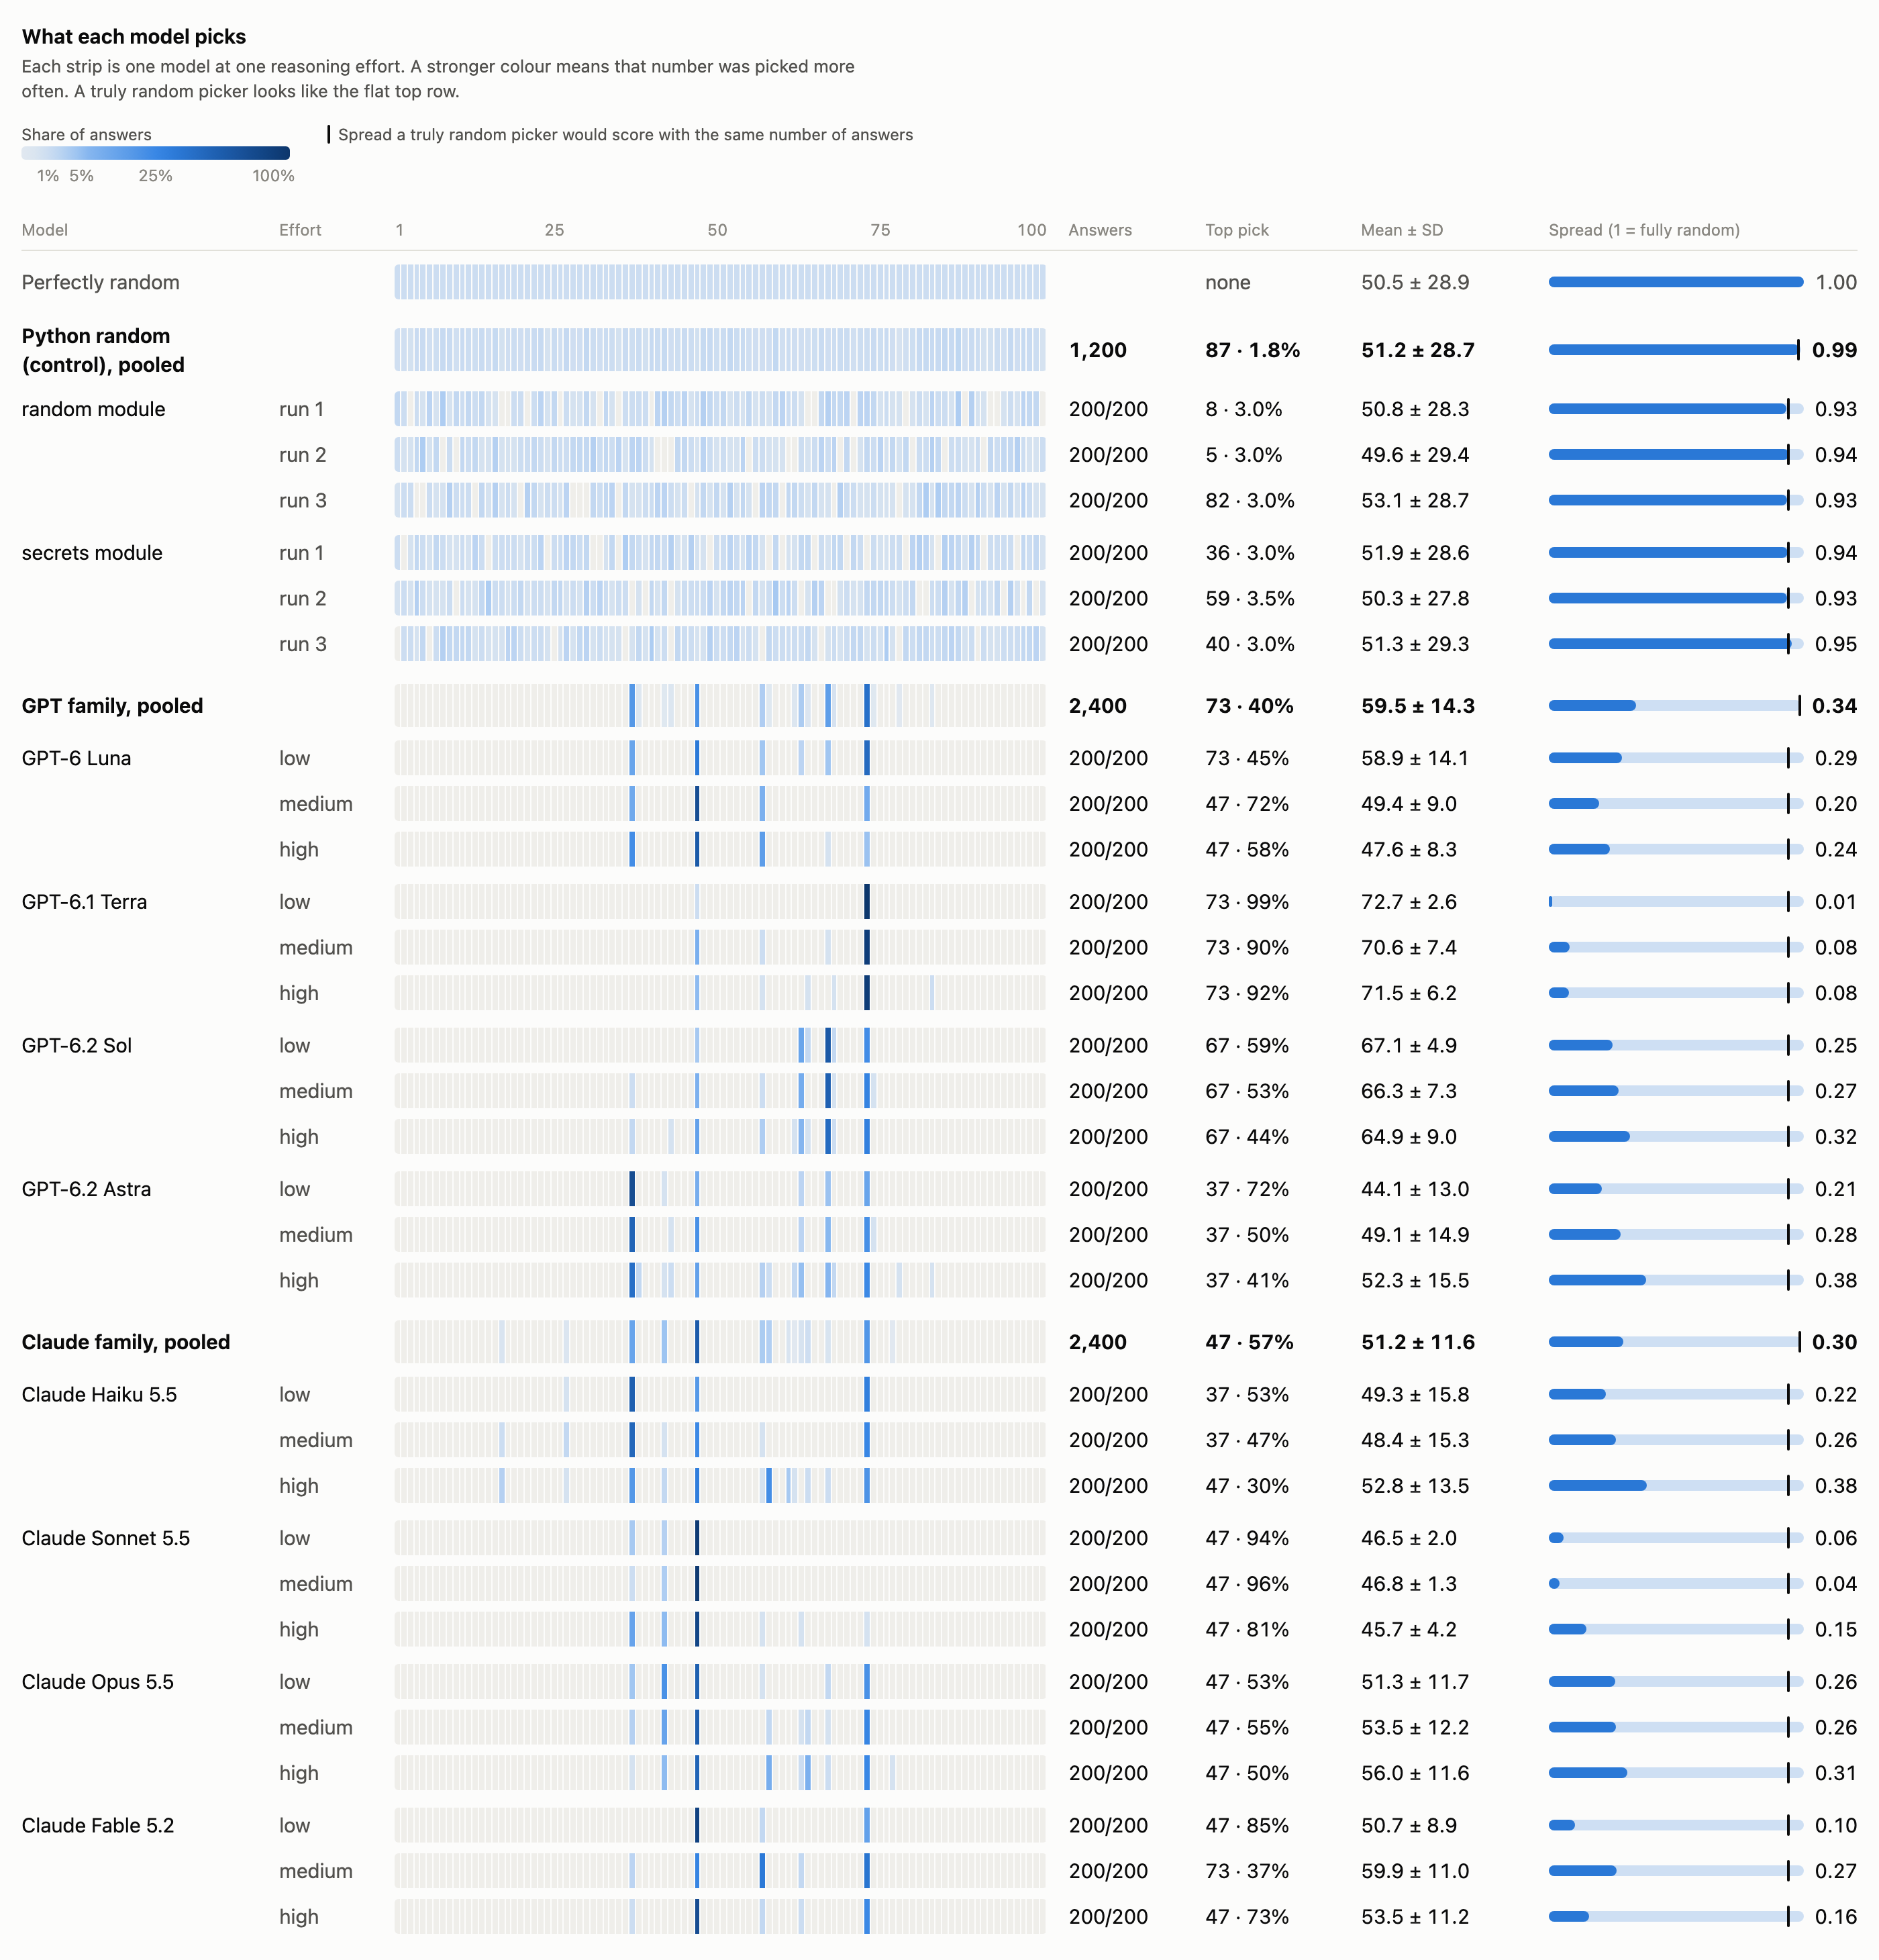 What each model picks
Each strip is one model at one reasoning effort. A stronger colour means that number was picked more
often. A truly random picker looks like the flat top row.
Share of answers
Spread a truly random picker would score with the same number of answers
1% 5% 25% 100%
Model Effort 1 25 50 75 100 Answers Top pick Mean ± SD Spread (1 = fully random)
Perfectly random none 50.5 ± 28.9 1.00
Python random
(control), pooled 1,200 87 · 1.8% 51.2 ± 28.7 0.99
random module run 1 200/200 8 · 3.0% 50.8 ± 28.3 0.93
run 2 200/200 5 · 3.0% 49.6 ± 29.4 0.94
run 3 200/200 82 · 3.0% 53.1 ± 28.7 0.93
secrets module run 1 200/200 36 · 3.0% 51.9 ± 28.6 0.94
run 2 200/200 59 · 3.5% 50.3 ± 27.8 0.93
run 3 200/200 40 · 3.0% 51.3 ± 29.3 0.95
GPT family, pooled 2,400 73 · 40% 59.5 ± 14.3 0.34
GPT-6 Luna low 200/200 73 · 45% 58.9 ± 14.1 0.29
medium 200/200 47 · 72% 49.4 ± 9.0 0.20
high 200/200 47 · 58% 47.6 ± 8.3 0.24
GPT-6.1 Terra low 200/200 73 · 99% 72.7 ± 2.6 0.01
medium 200/200 73 · 90% 70.6 ± 7.4 0.08
high 200/200 73 · 92% 71.5 ± 6.2 0.08
GPT-6.2 Sol low 200/200 67 · 59% 67.1 ± 4.9 0.25
medium 200/200 67 · 53% 66.3 ± 7.3 0.27
high 200/200 67 · 44% 64.9 ± 9.0 0.32
GPT-6.2 Astra low 200/200 37 · 72% 44.1 ± 13.0 0.21
medium 200/200 37 · 50% 49.1 ± 14.9 0.28
high 200/200 37 · 41% 52.3 ± 15.5 0.38
Claude family, pooled 2,400 47 · 57% 51.2 ± 11.6 0.30
Claude Haiku 5.5 low 200/200 37 · 53% 49.3 ± 15.8 0.22
medium 200/200 37 · 47% 48.4 ± 15.3 0.26
high 200/200 47 · 30% 52.8 ± 13.5 0.38
Claude Sonnet 5.5 low 200/200 47 · 94% 46.5 ± 2.0 0.06
medium 200/200 47 · 96% 46.8 ± 1.3 0.04
high 200/200 47 · 81% 45.7 ± 4.2 0.15
Claude Opus 5.5 low 200/200 47 · 53% 51.3 ± 11.7 0.26
medium 200/200 47 · 55% 53.5 ± 12.2 0.26
high 200/200 47 · 50% 56.0 ± 11.6 0.31
Claude Fable 5.2 low 200/200 47 · 85% 50.7 ± 8.9 0.10
medium 200/200 73 · 37% 59.9 ± 11.0 0.27
high 200/200 47 · 73% 53.5 ± 11.2 0.16